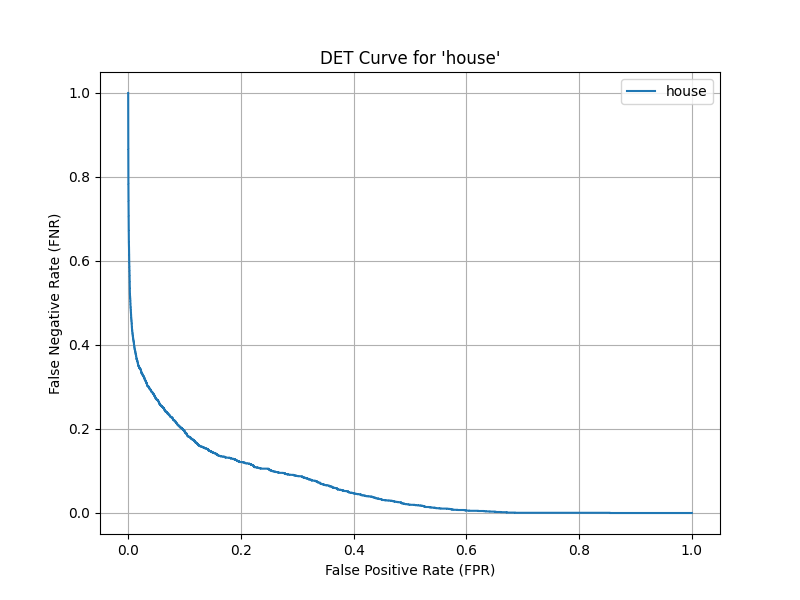 DET Curve for 'house'
house
1.0
0.8
0.6
0.4
0.2
0.0
False Negative Rate (FNR)
0.0 0.2 0.4 0.6 0.8 1.0
False Positive Rate (FPR)